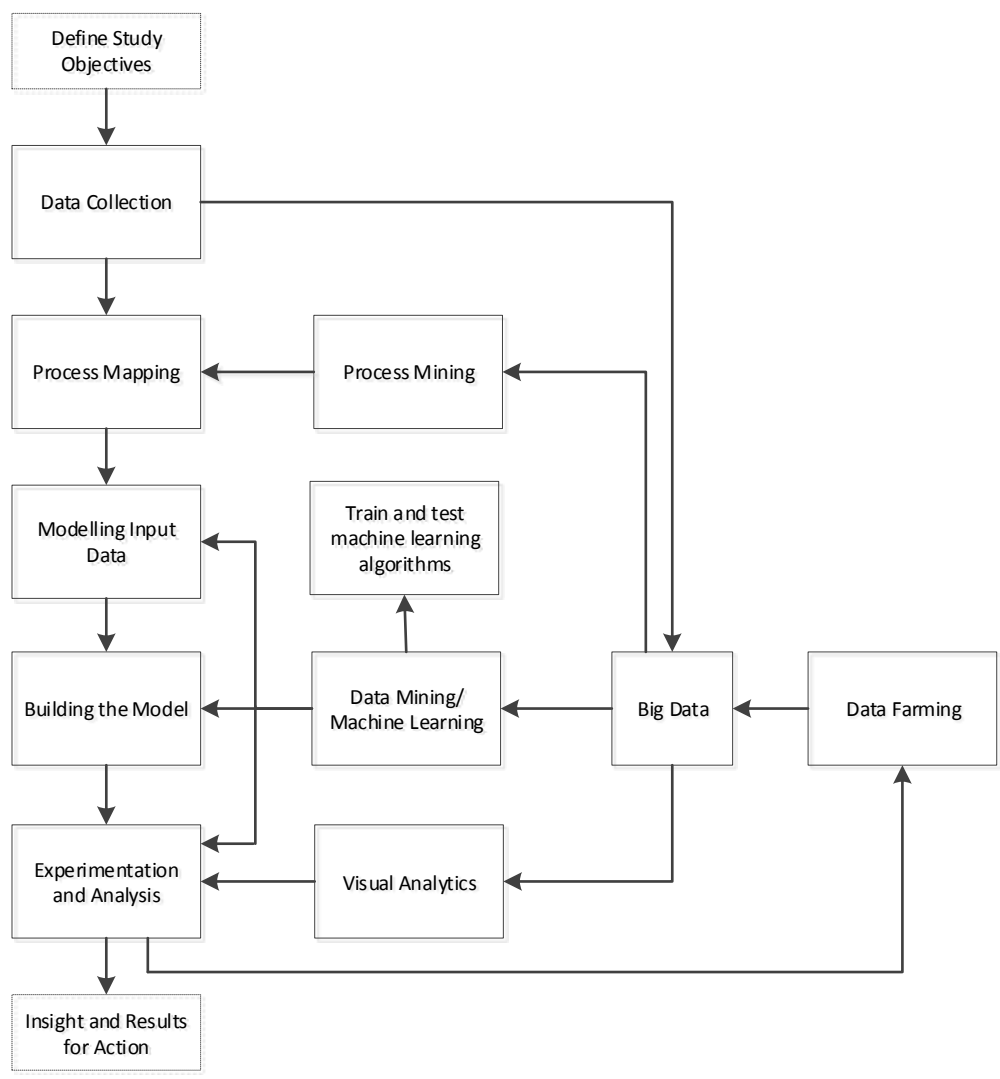 Define Study
Objectives
Data Collection
Process Mapping
Process Mining
Modelling Input
Data
Train and test
machine learning
algorithms
Building the Model
Data Mining/
Machine Learning
Big Data
Data Farming
Experimentation
and Analysis
Visual Analytics
Insight and Results
for Action